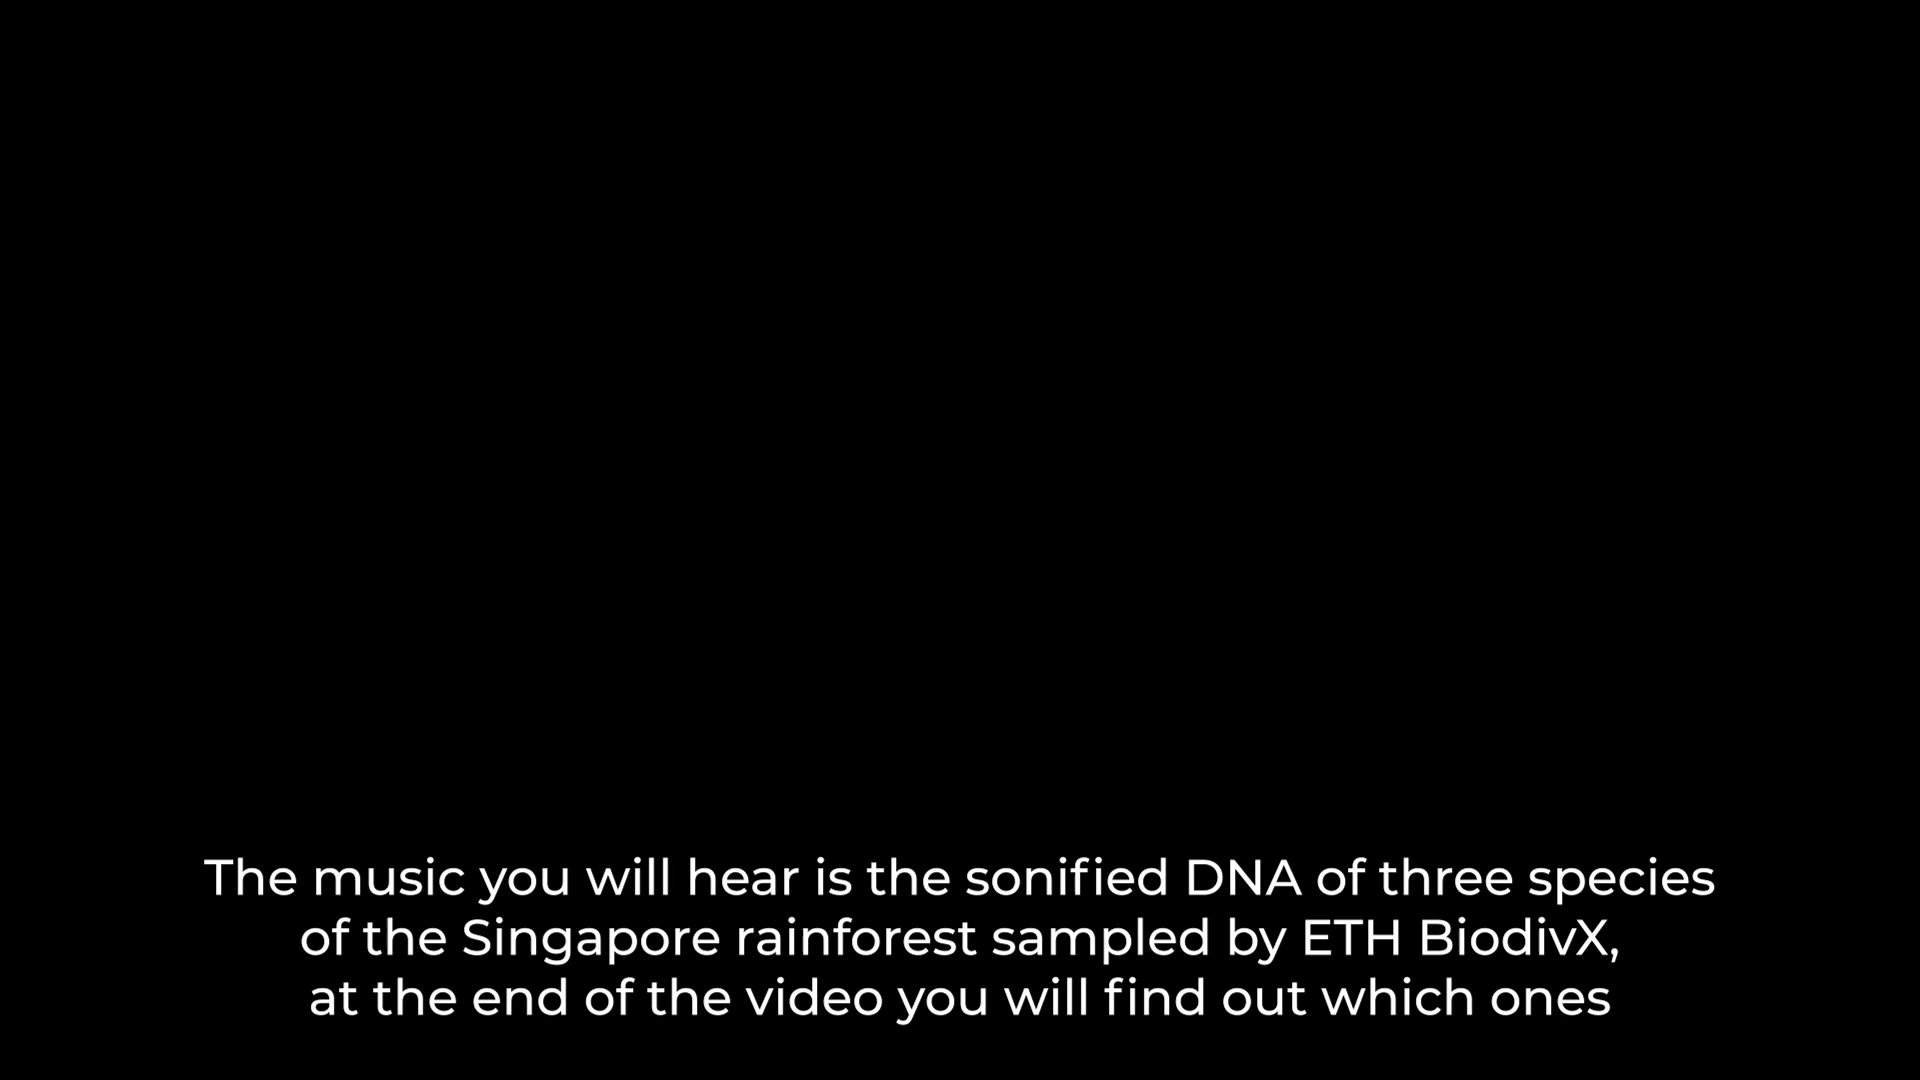 The music you will hear is the sonified DNA of three species
of the Singapore rainforest sampled by ETH BiodivX,
at the end of the video you will find out which ones